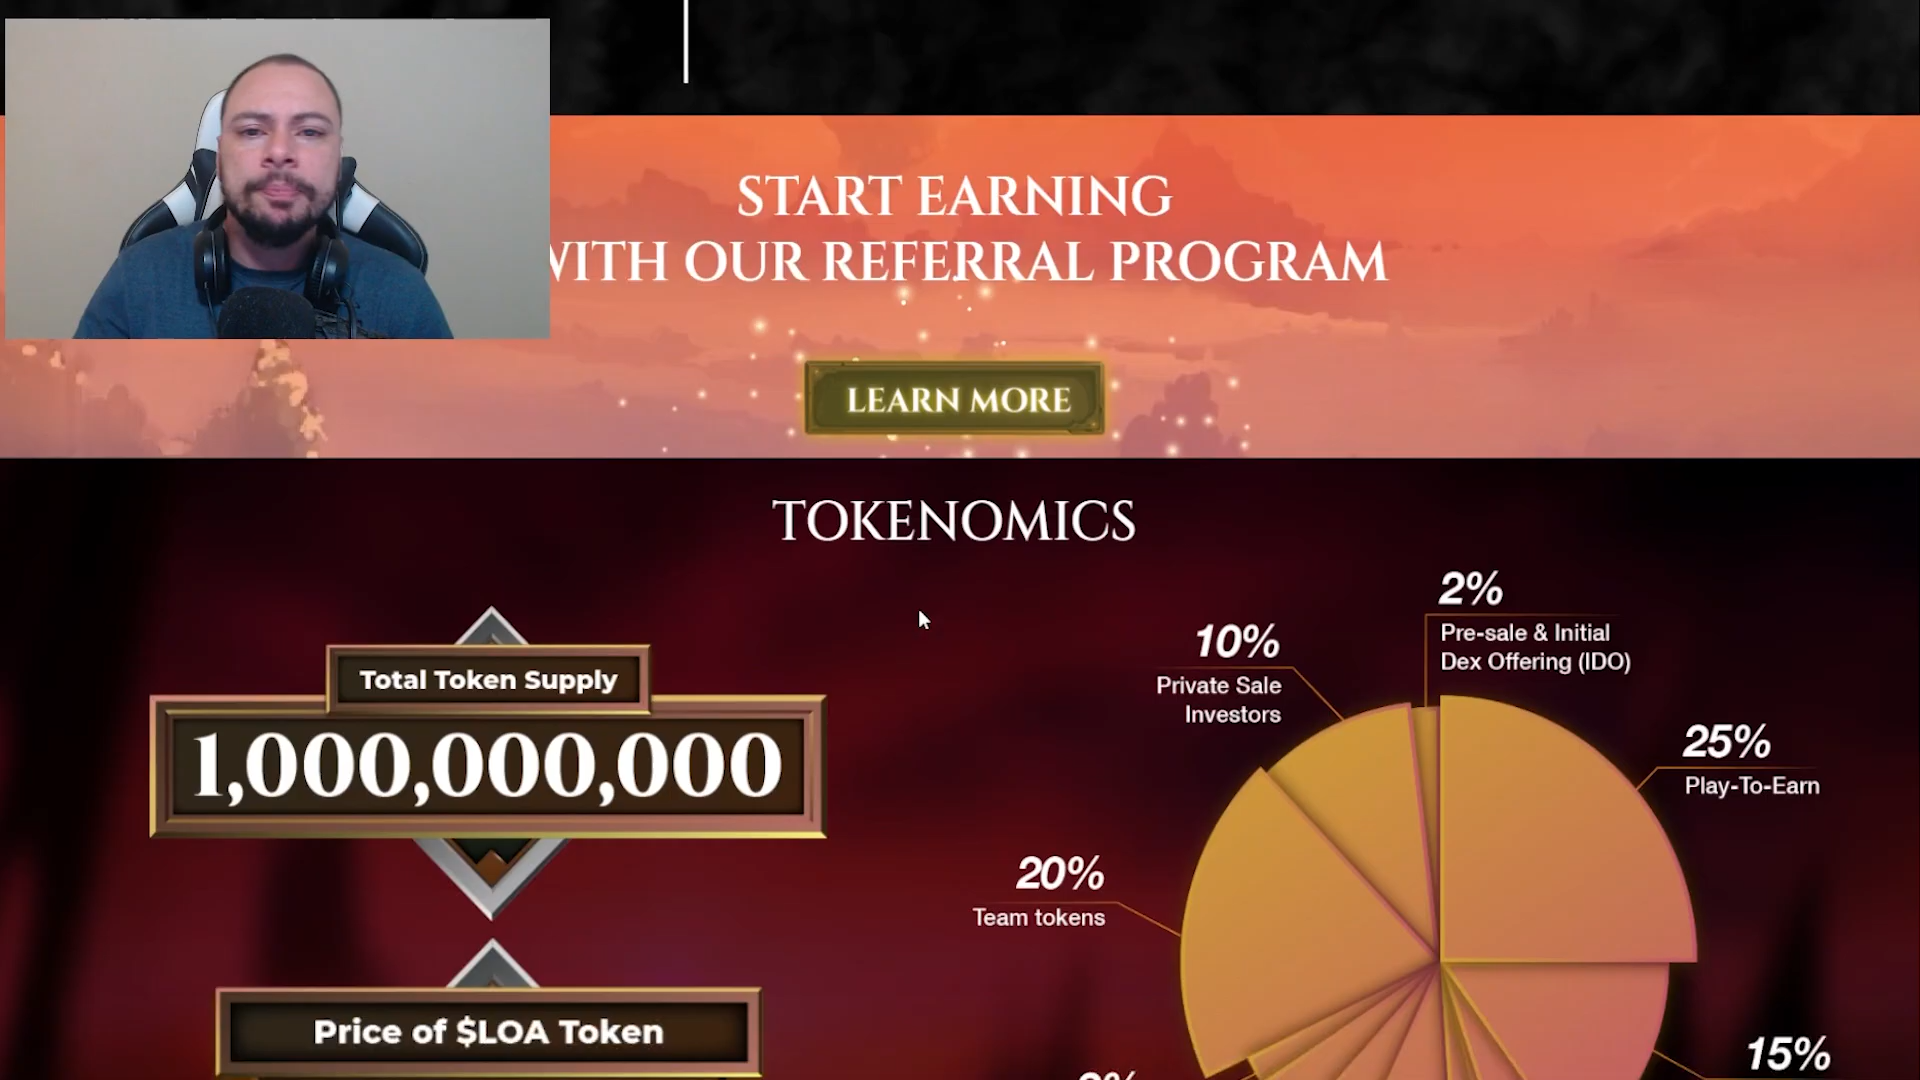 START EARNING
WITH OUR REFERRAL PROGRAM
LEARN MORE
TOKENOMICS
Total Token Supply
1,000,000,000
Price of $LOA Token
2%
Pre-sale & Initial
Dex Offering (IDO)
10%
Private Sale
Investors
25%
Play-To-Earn
20%
Team tokens
15%